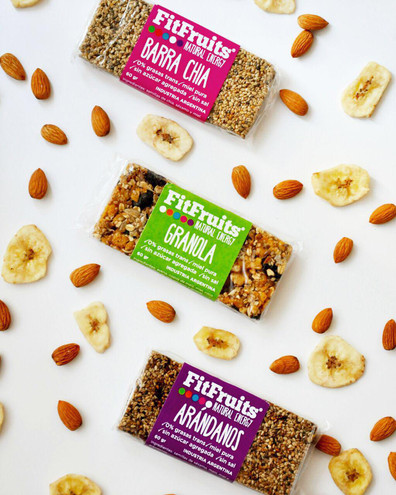 FitFruits
NATURAL ENERGY
BARRA CHIA
0% grasas trans / miel pura
sin azúcar agregada / sin sal
60 gr
INDUSTRIA ARGENTINA
FitFruits
NATURAL ENERGY
GRANOLA
0% grasas trans / miel pura
sin azúcar agregada / sin sal
60 gr
INDUSTRIA ARGENTINA
FitFruits
NATURAL ENERGY
ARÁNDANOS
0% grasas trans / miel pura
sin azúcar agregada / sin sal
60 gr
INDUSTRIA ARGENTINA